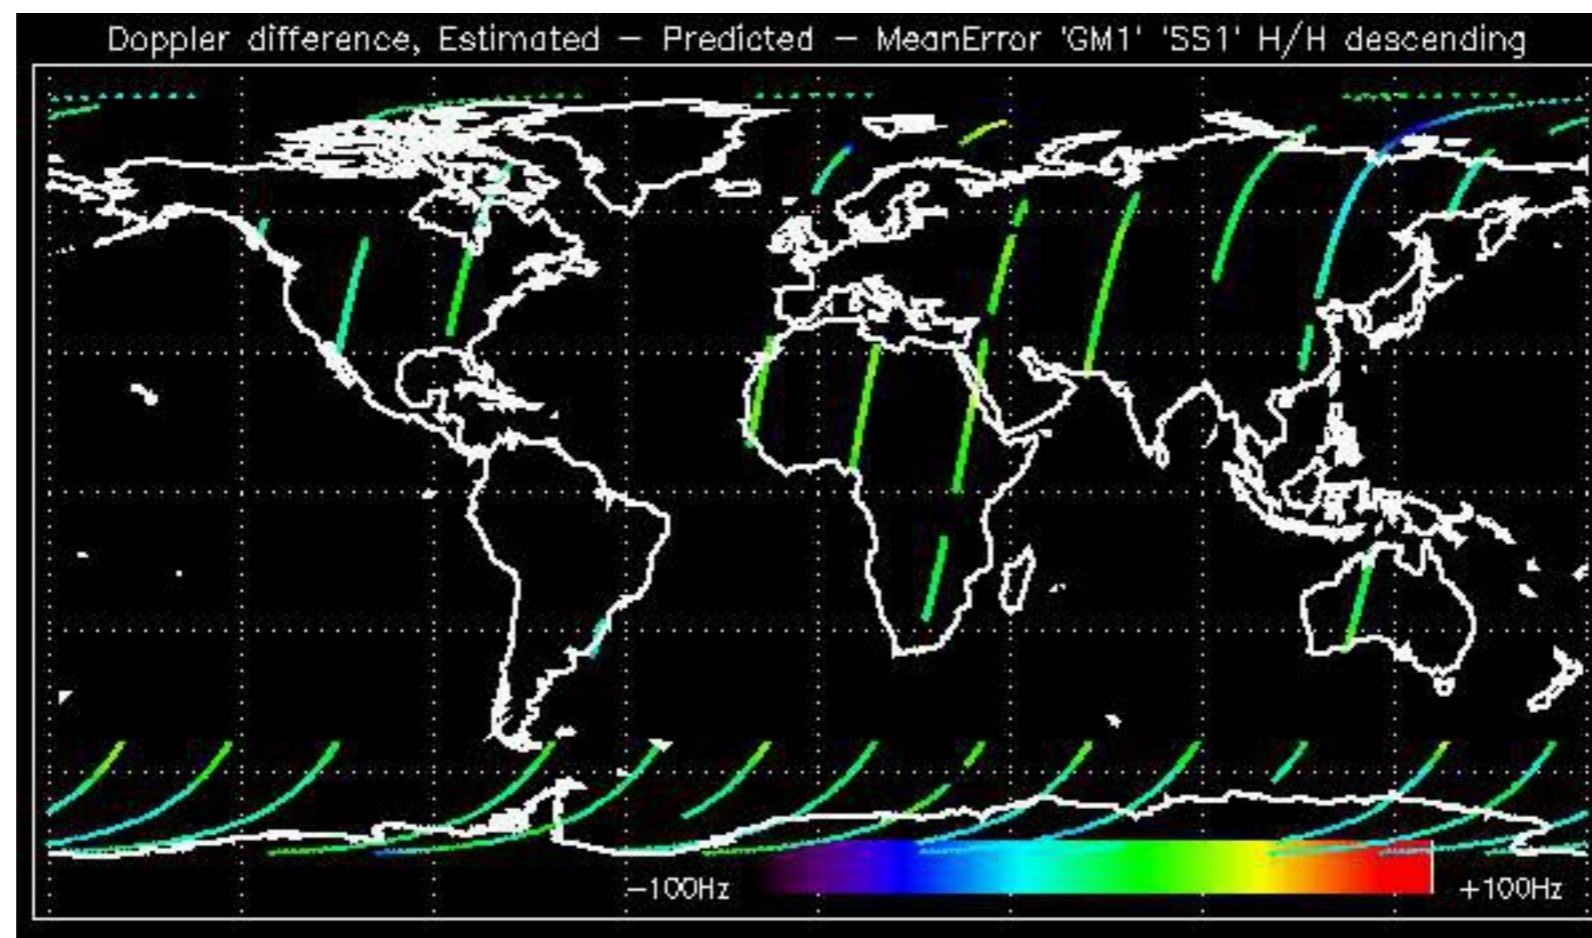 Doppler difference, Estimated – Predicted – MeanError 'GM1' 'SS1' H/H descending
–100Hz
+100Hz